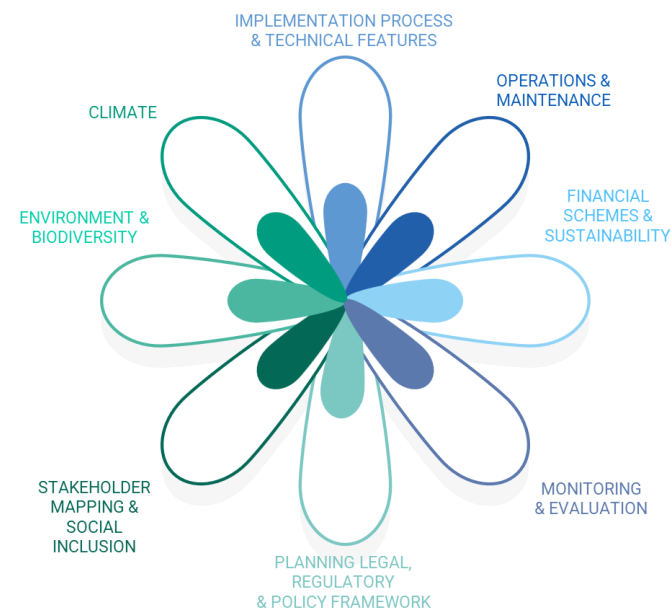 IMPLEMENTATION PROCESS
& TECHNICAL FEATURES
OPERATIONS &
MAINTENANCE
CLIMATE
FINANCIAL
SCHEMES &
SUSTAINABILITY
ENVIRONMENT &
BIODIVERSITY
STAKEHOLDER
MAPPING &
SOCIAL
INCLUSION
MONITORING
& EVALUATION
PLANNING LEGAL,
REGULATORY
& POLICY FRAMEWORK